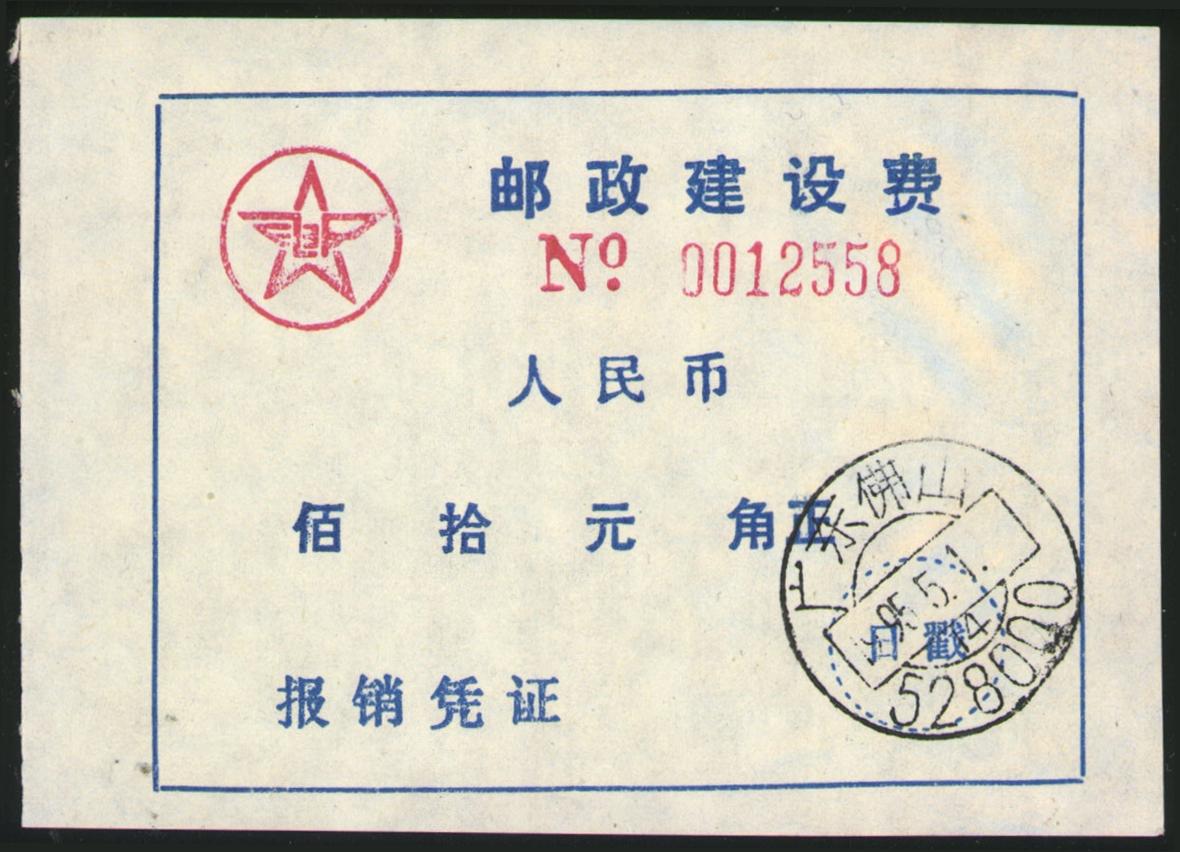 邮政建设费
No 0012558
人民币
佰 拾 元 角正
广东佛山
95.5.1.
日戳
528000
报销凭证